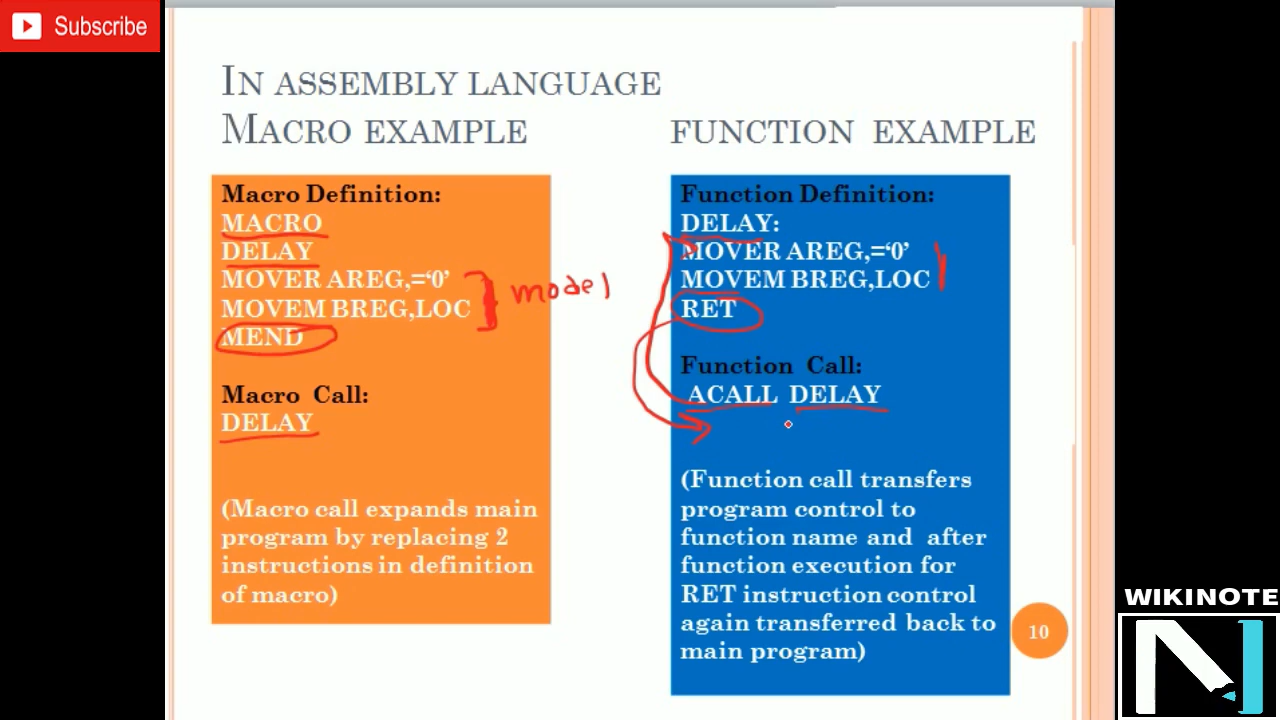 Subscribe
IN ASSEMBLY LANGUAGE
MACRO EXAMPLE
FUNCTION EXAMPLE
Macro Definition:
MACRO
DELAY
MOVER AREG,=‘0’
MOVEM BREG,LOC
MEND
model
Macro Call:
DELAY
(Macro call expands main
program by replacing 2
instructions in definition
of macro)
Function Definition:
DELAY:
MOVER AREG,=‘0’
MOVEM BREG,LOC
RET
Function Call:
ACALL DELAY
(Function call transfers
program control to
function name and after
function execution for
RET instruction control
again transferred back to
main program)
10
WIKINOTE